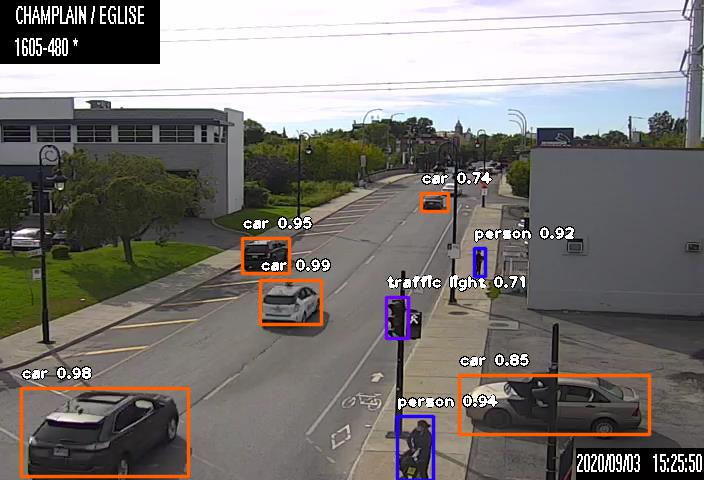 CHAMPLAIN / EGLISE
1605-480 *
car 0.74
car 0.95
person 0.92
car 0.99
traffic light 0.71
car 0.85
car 0.98
person 0.94
2020/09/03 15:25:50